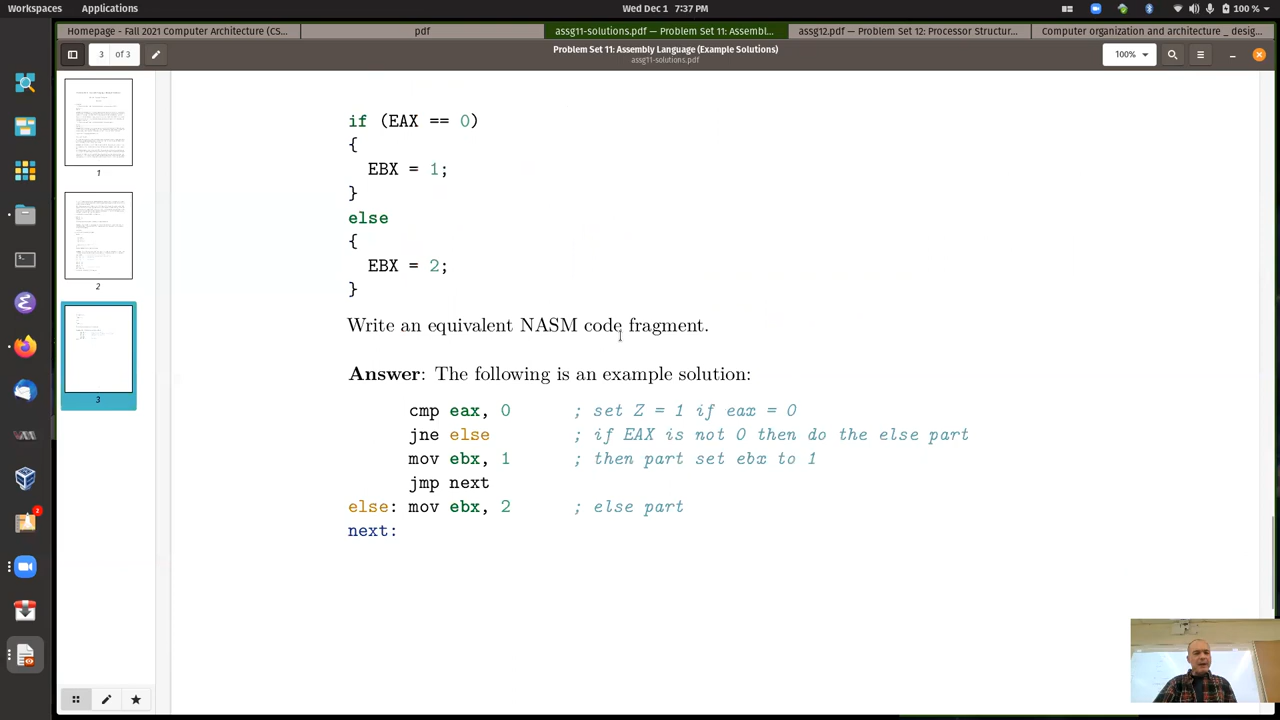 Workspaces Applications Wed Dec 1 7:37 PM 100 %
Homepage - Fall 2021 Computer Architecture (CS... pdf assg11-solutions.pdf — Problem Set 11: Assembl... assg12.pdf — Problem Set 12: Processor Structur... Computer organization and architecture _ desig...
3 of 3 Problem Set 11: Assembly Language (Example Solutions) 100%
assg11-solutions.pdf
if (EAX == 0)
{
EBX = 1;
}
else
{
EBX = 2;
}
Write an equivalent NASM code fragment.
Answer: The following is an example solution:
cmp eax, 0 ; set Z = 1 if eax = 0
jne else ; if EAX is not 0 then do the else part
mov ebx, 1 ; then part set ebx to 1
jmp next
else: mov ebx, 2 ; else part
next:
1
2
3
2